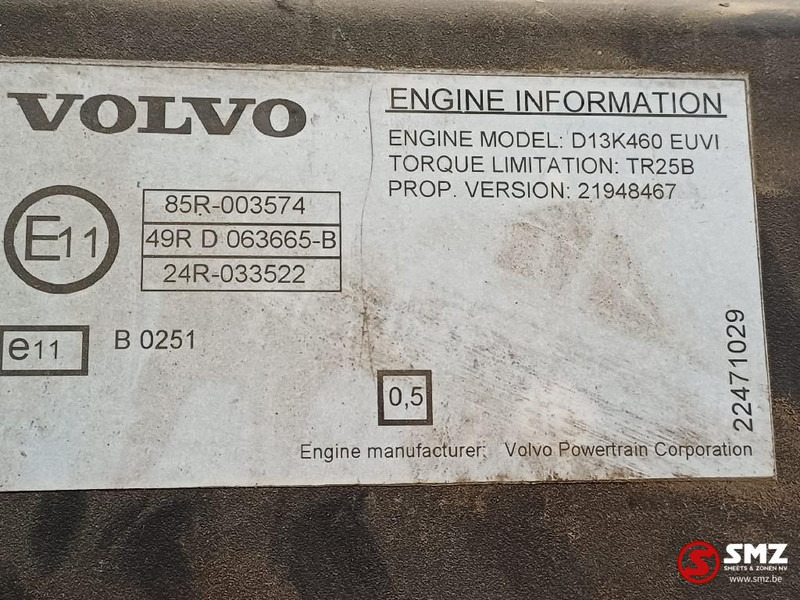 VOLVO
E11
85R-003574
49R D 063665-B
24R-033522
e11
B 0251
ENGINE INFORMATION
ENGINE MODEL: D13K460 EUVI
TORQUE LIMITATION: TR25B
PROP. VERSION: 21948467
0,5
22471029
Engine manufacturer: Volvo Powertrain Corporation
SMZ
SMEETS & ZONEN NV
www.smz.be